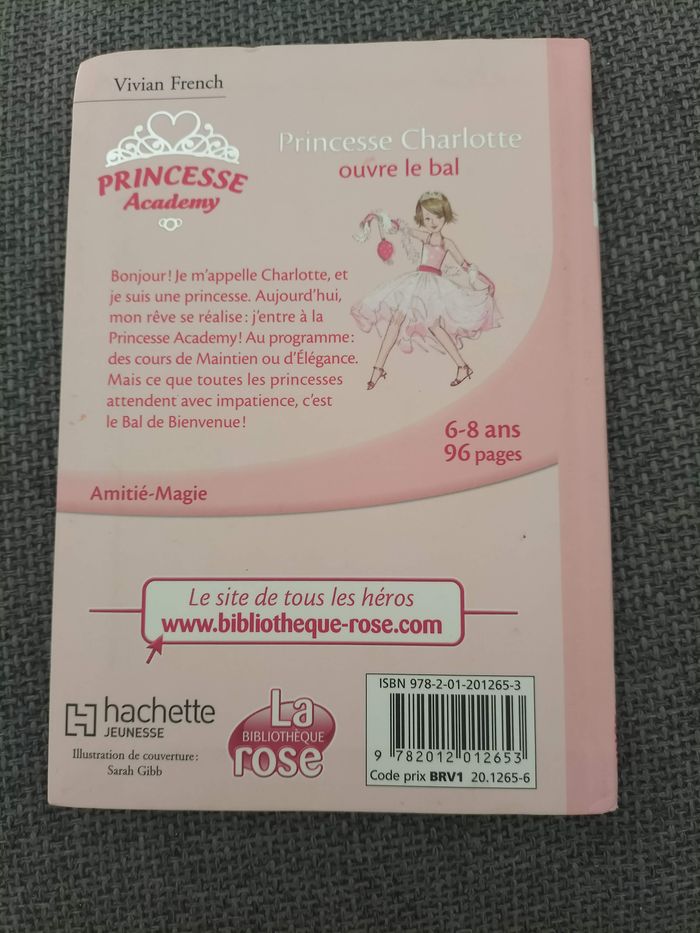 Vivian French
PRINCESSE
Academy
Princesse Charlotte
ouvre le bal
Bonjour! Je m'appelle Charlotte, et
je suis une princesse. Aujourd'hui,
mon rêve se réalise: j'entre à la
Princesse Academy! Au programme:
des cours de Maintien ou d'Élégance.
Mais ce que toutes les princesses
attendent avec impatience, c'est
le Bal de Bienvenue!
6-8 ans
96 pages
Amitié-Magie
Le site de tous les héros
www.bibliotheque-rose.com
hachette
JEUNESSE
Illustration de couverture:
Sarah Gibb
La
BIBLIOTHÈQUE
rose
ISBN 978-2-01-201265-3
9 782012 012653
Code prix BRV1 20.1265-6